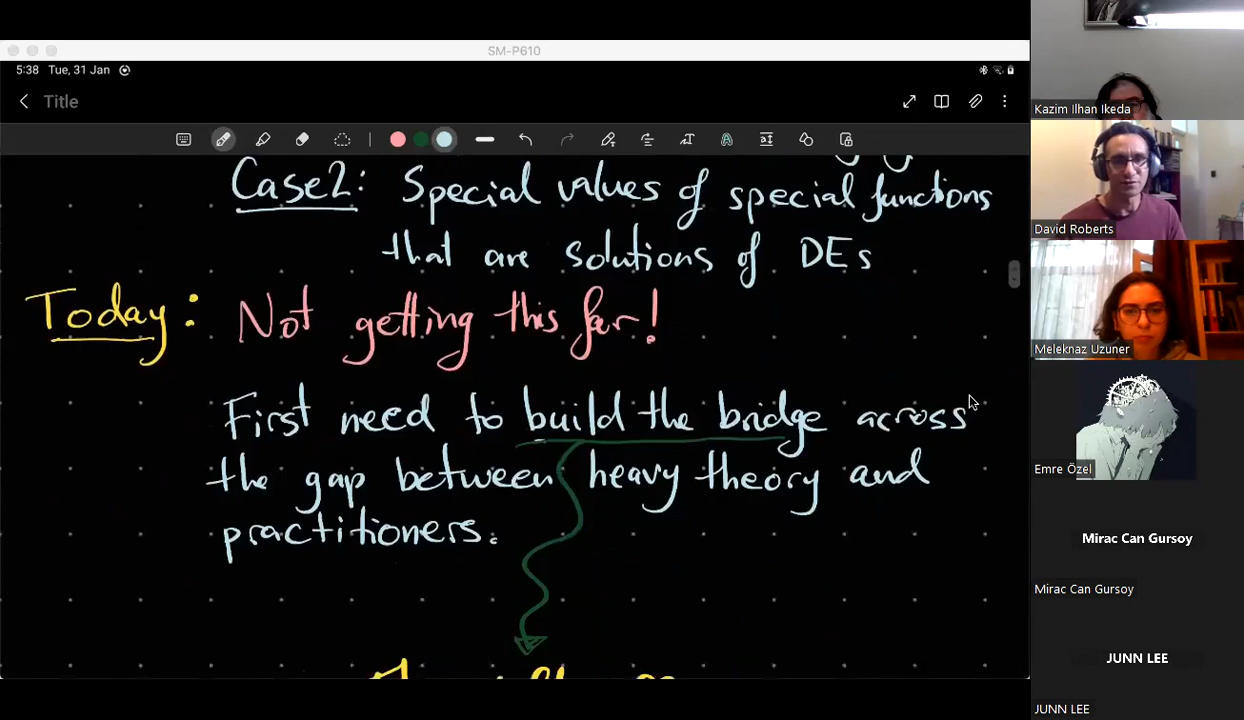 SM-P610
5:38 Tue, 31 Jan
Title
Case2: Special values of special functions
that are solutions of DEs
Today: Not getting this far!
First need to build the bridge across
the gap between heavy theory and
practitioners.
Kazim Ilhan Ikeda
David Roberts
Meleknaz Uzuner
Emre Özel
Mirac Can Gursoy
Mirac Can Gursoy
JUNN LEE
JUNN LEE